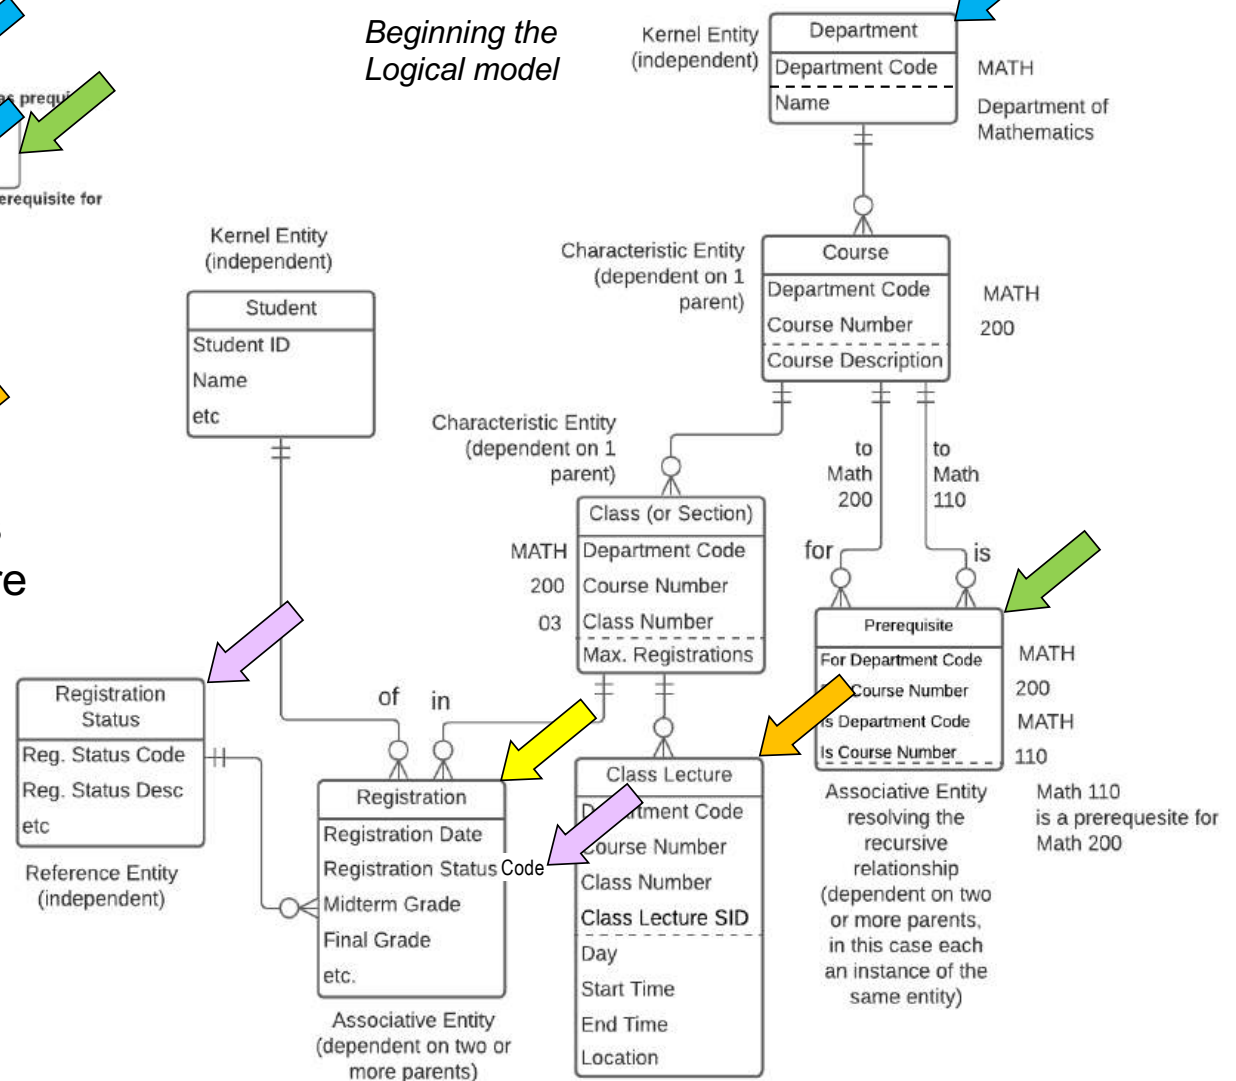 Beginning the
Logical model
Kernel Entity
(independent)
Department
Department Code
Name
MATH
Department of
Mathematics
as prequi
erequisite for
Kernel Entity
(independent)
Student
Student ID
Name
etc
Characteristic Entity
(dependent on 1
parent)
Course
Department Code
Course Number
Course Description
MATH
200
Characteristic Entity
(dependent on 1
parent)
Class (or Section)
MATH Department Code
200 Course Number
03 Class Number
Max. Registrations
to
Math
200
to
Math
110
for
is
re
Prerequisite
For Department Code
Course Number
Is Department Code
Is Course Number
MATH
200
MATH
110
Associative Entity
resolving the
recursive
relationship
(dependent on two
or more parents,
in this case each
an instance of the
same entity)
Math 110
is a prerequesite for
Math 200
Registration
Status
Reg. Status Code
Reg. Status Desc
etc
Reference Entity
(independent)
of
in
Registration
Registration Date
Registration Status Code
Midterm Grade
Final Grade
etc.
Associative Entity
(dependent on two or
more parents)
Class Lecture
Course Number
Class Number
Class Lecture SID
Day
Start Time
End Time
Location